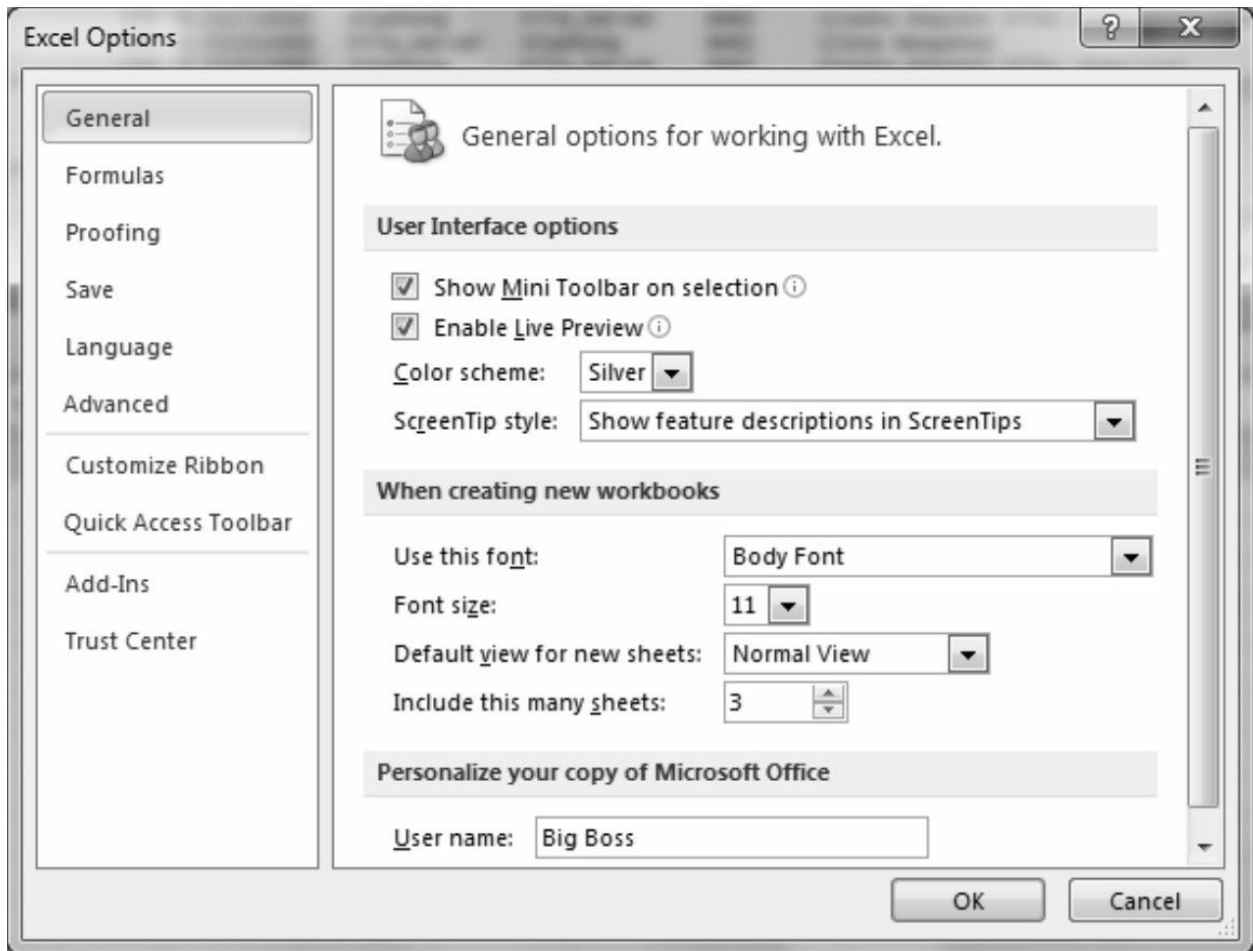 Excel Options
General
Formulas
Proofing
Save
Language
Advanced
Customize Ribbon
Quick Access Toolbar
Add-Ins
Trust Center
General options for working with Excel.
User Interface options
Show Mini Toolbar on selection
Enable Live Preview
Color scheme: Silver
ScreenTip style: Show feature descriptions in ScreenTips
When creating new workbooks
Use this font: Body Font
Font size: 11
Default view for new sheets: Normal View
Include this many sheets: 3
Personalize your copy of Microsoft Office
User name: Big Boss
OK Cancel